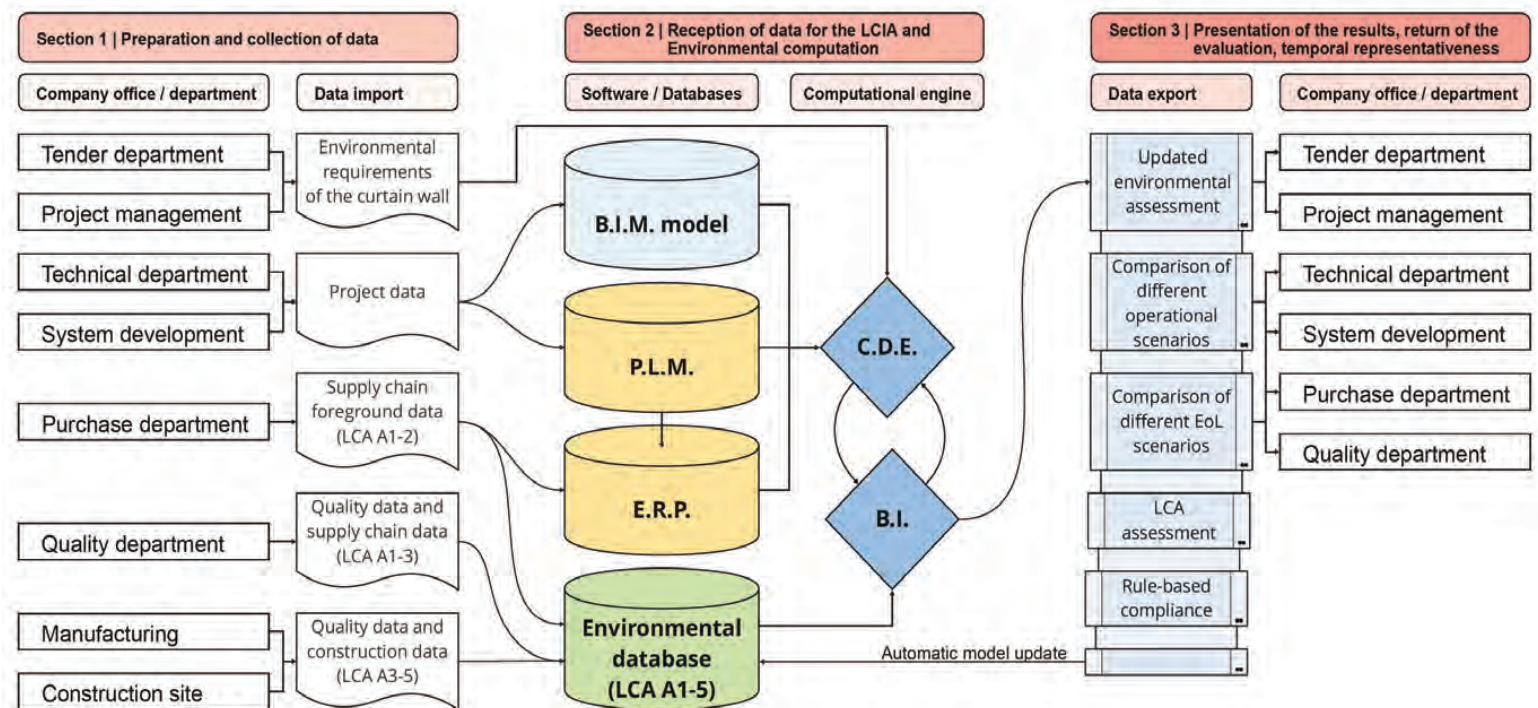 Section 1 | Preparation and collection of data
Section 2 | Reception of data for the LCIA and
Environmental computation
Section 3 | Presentation of the results, return of the
evaluation, temporal representativeness
Company office / department
Data import
Software / Databases
Computational engine
Data export
Company office / department
Tender department
Project management
Technical department
System development
Purchase department
Quality department
Manufacturing
Construction site
Environmental
requirements
of the curtain wall
Project data
Supply chain
foreground data
(LCA A1-2)
Quality data and
supply chain data
(LCA A1-3)
Quality data and
construction data
(LCA A3-5)
B.I.M. model
P.L.M.
E.R.P.
Environmental
database
(LCA A1-5)
C.D.E.
B.I.
Updated
environmental
assessment
Comparison of
different
operational
scenarios
Comparison of
different EoL
scenarios
LCA
assessment
Rule-based
compliance
Automatic model update
Tender department
Project management
Technical department
System development
Purchase department
Quality department